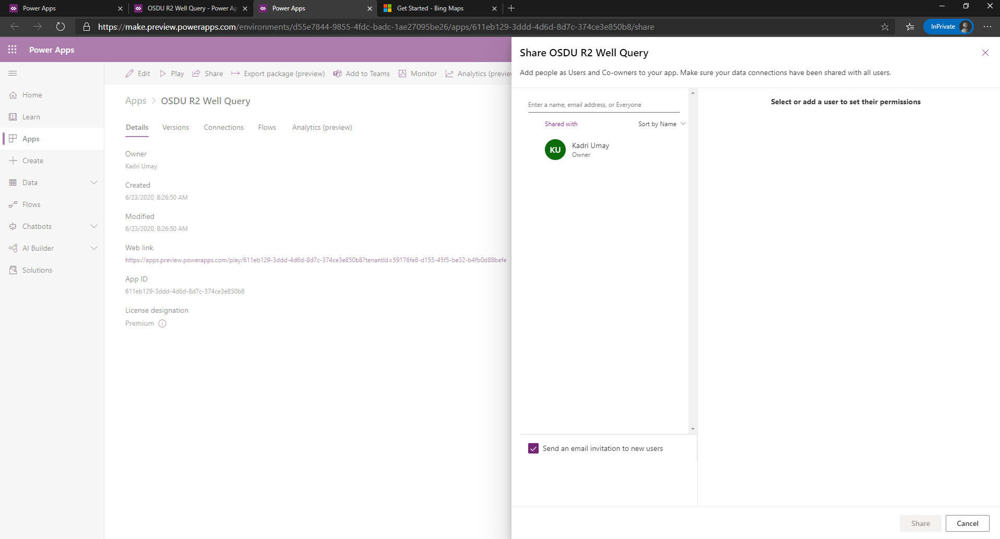 Power Apps
OSDU R2 Well Query - Power Ap
Power Apps
Get Started - Bing Maps
https://make.preview.powerapps.com/environments/d55e7844-9855-4fdc-badc-1ae27095be26/apps/611eb129-3ddd-4d6d-8d7c-374ce3e850b8/share
InPrivate
Power Apps
Home
Learn
Apps
Create
Data
Flows
Chatbots
AI Builder
Solutions
Edit Play Share Export package (preview) Add to Teams Monitor Analytics (preview
Apps > OSDU R2 Well Query
Details Versions Connections Flows Analytics (preview)
Owner
Kadri Umay
Created
6/23/2020, 8:26:50 AM
Modified
6/23/2020, 8:26:50 AM
Web link
https://apps.preview.powerapps.com/play/611eb129-3ddd-4d6d-8d7c-374ce3e850b8?tenantId=59176fe8-d155-45f5-be32-b4fb0d88befe
App ID
611eb129-3ddd-4d6d-8d7c-374ce3e850b8
License designation
Premium
Share OSDU R2 Well Query
Add people as Users and Co-owners to your app. Make sure your data connections have been shared with all users.
Enter a name, email address, or Everyone
Shared with Sort by Name
KU
Kadri Umay
Owner
Send an email invitation to new users
Select or add a user to set their permissions
Share Cancel